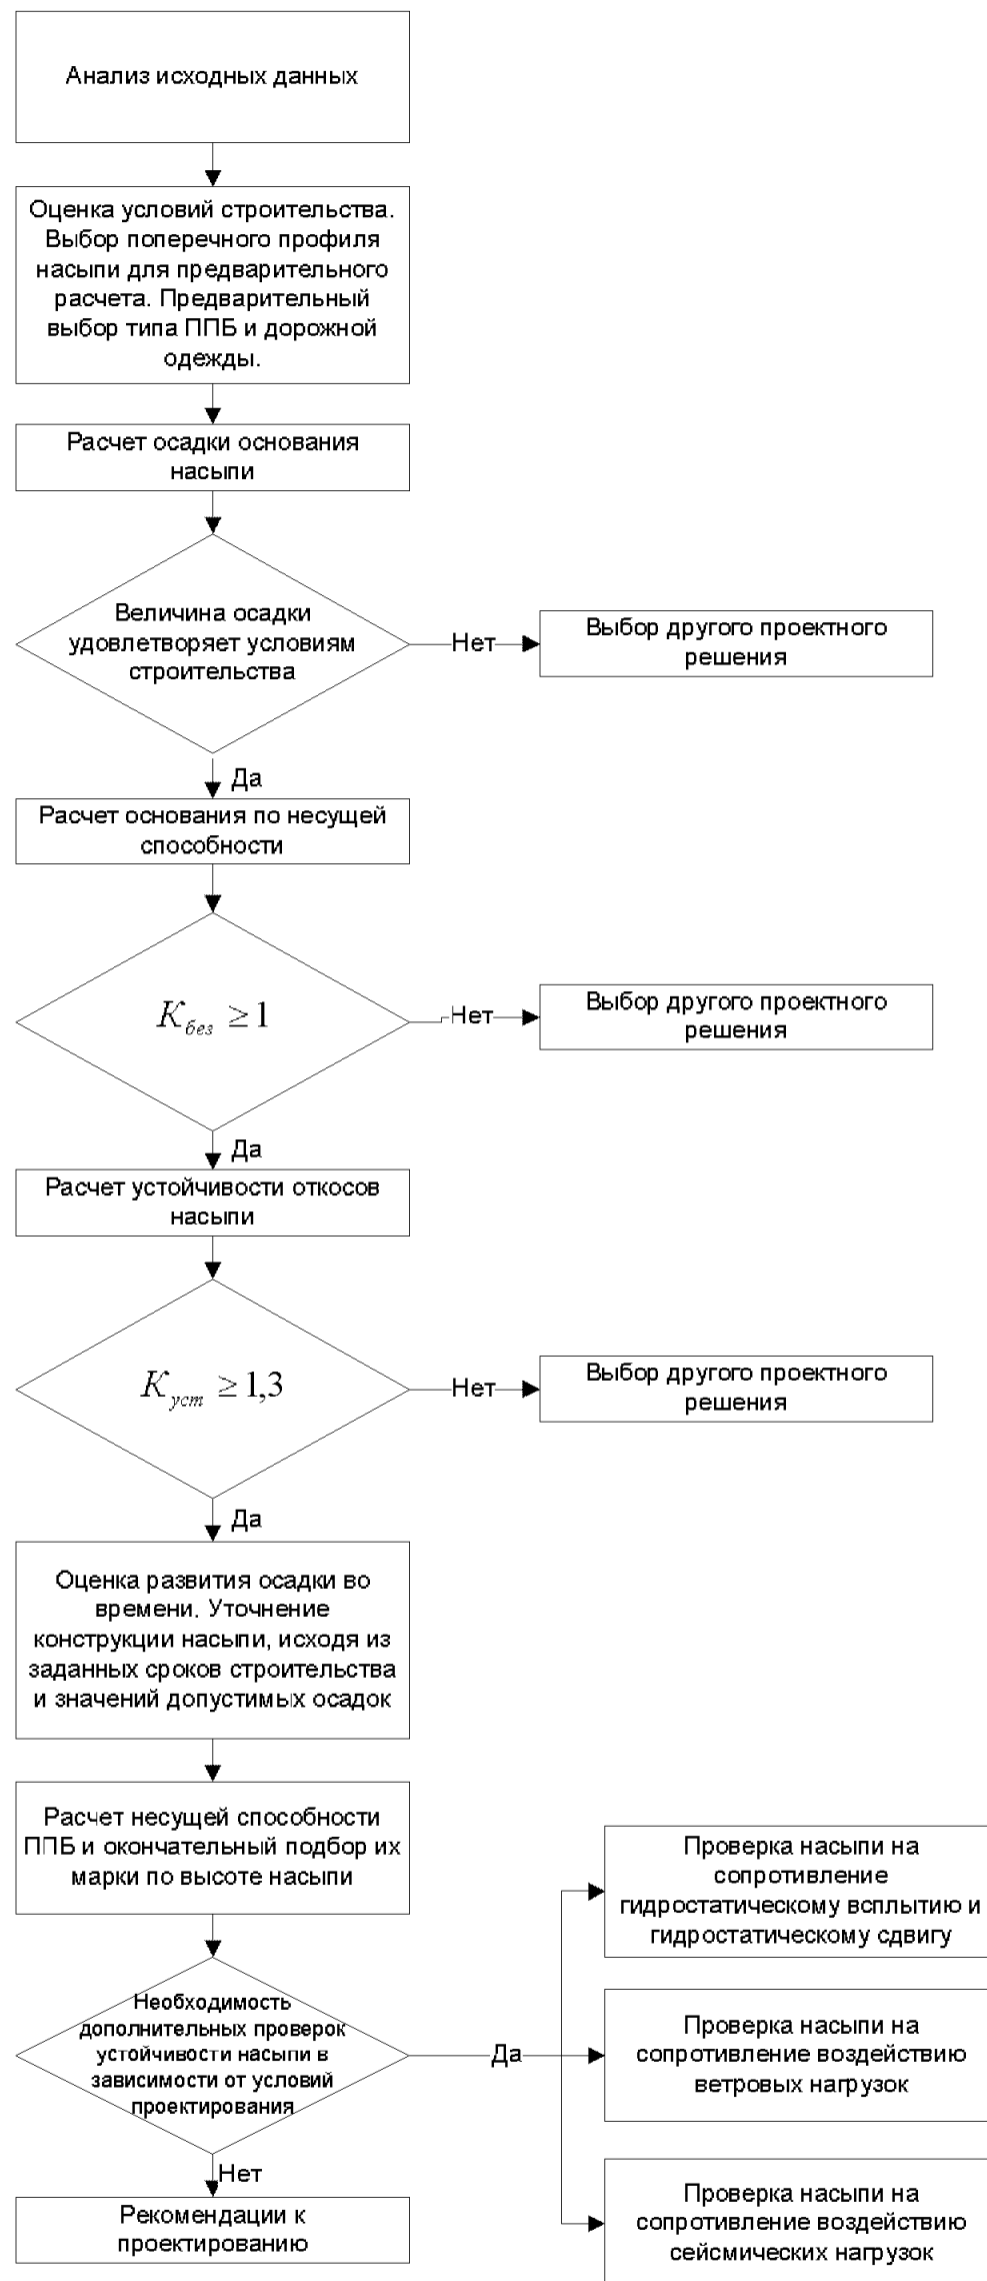 Анализ исходных данных
Оценка условий строительства.
Выбор поперечного профиля
насыпи для предварительного
расчета. Предварительный
выбор типа ППБ и дорожной
одежды.
Расчет осадки основания
насыпи
Величина осадки
удовлетворяет условиям
строительства
Нет
Выбор другого проектного
решения
Да
Расчет основания по несущей
способности
K без ≥ 1
Нет
Выбор другого проектного
решения
Да
Расчет устойчивости откосов
насыпи
K уст ≥ 1,3
Нет
Выбор другого проектного
решения
Да
Оценка развития осадки во
времени. Уточнение
конструкции насыпи, исходя из
заданных сроков строительства
и значений допустимых осадок
Расчет несущей способности
ППБ и окончательный подбор их
марки по высоте насыпи
Необходимость
дополнительных проверок
устойчивости насыпи в
зависимости от условий
проектирования
Да
Проверка насыпи на
сопротивление
гидростатическому всплытию и
гидростатическому сдвигу
Проверка насыпи на
сопротивление воздействию
ветровых нагрузок
Проверка насыпи на
сопротивление воздействию
сейсмических нагрузок
Нет
Рекомендации к
проектированию